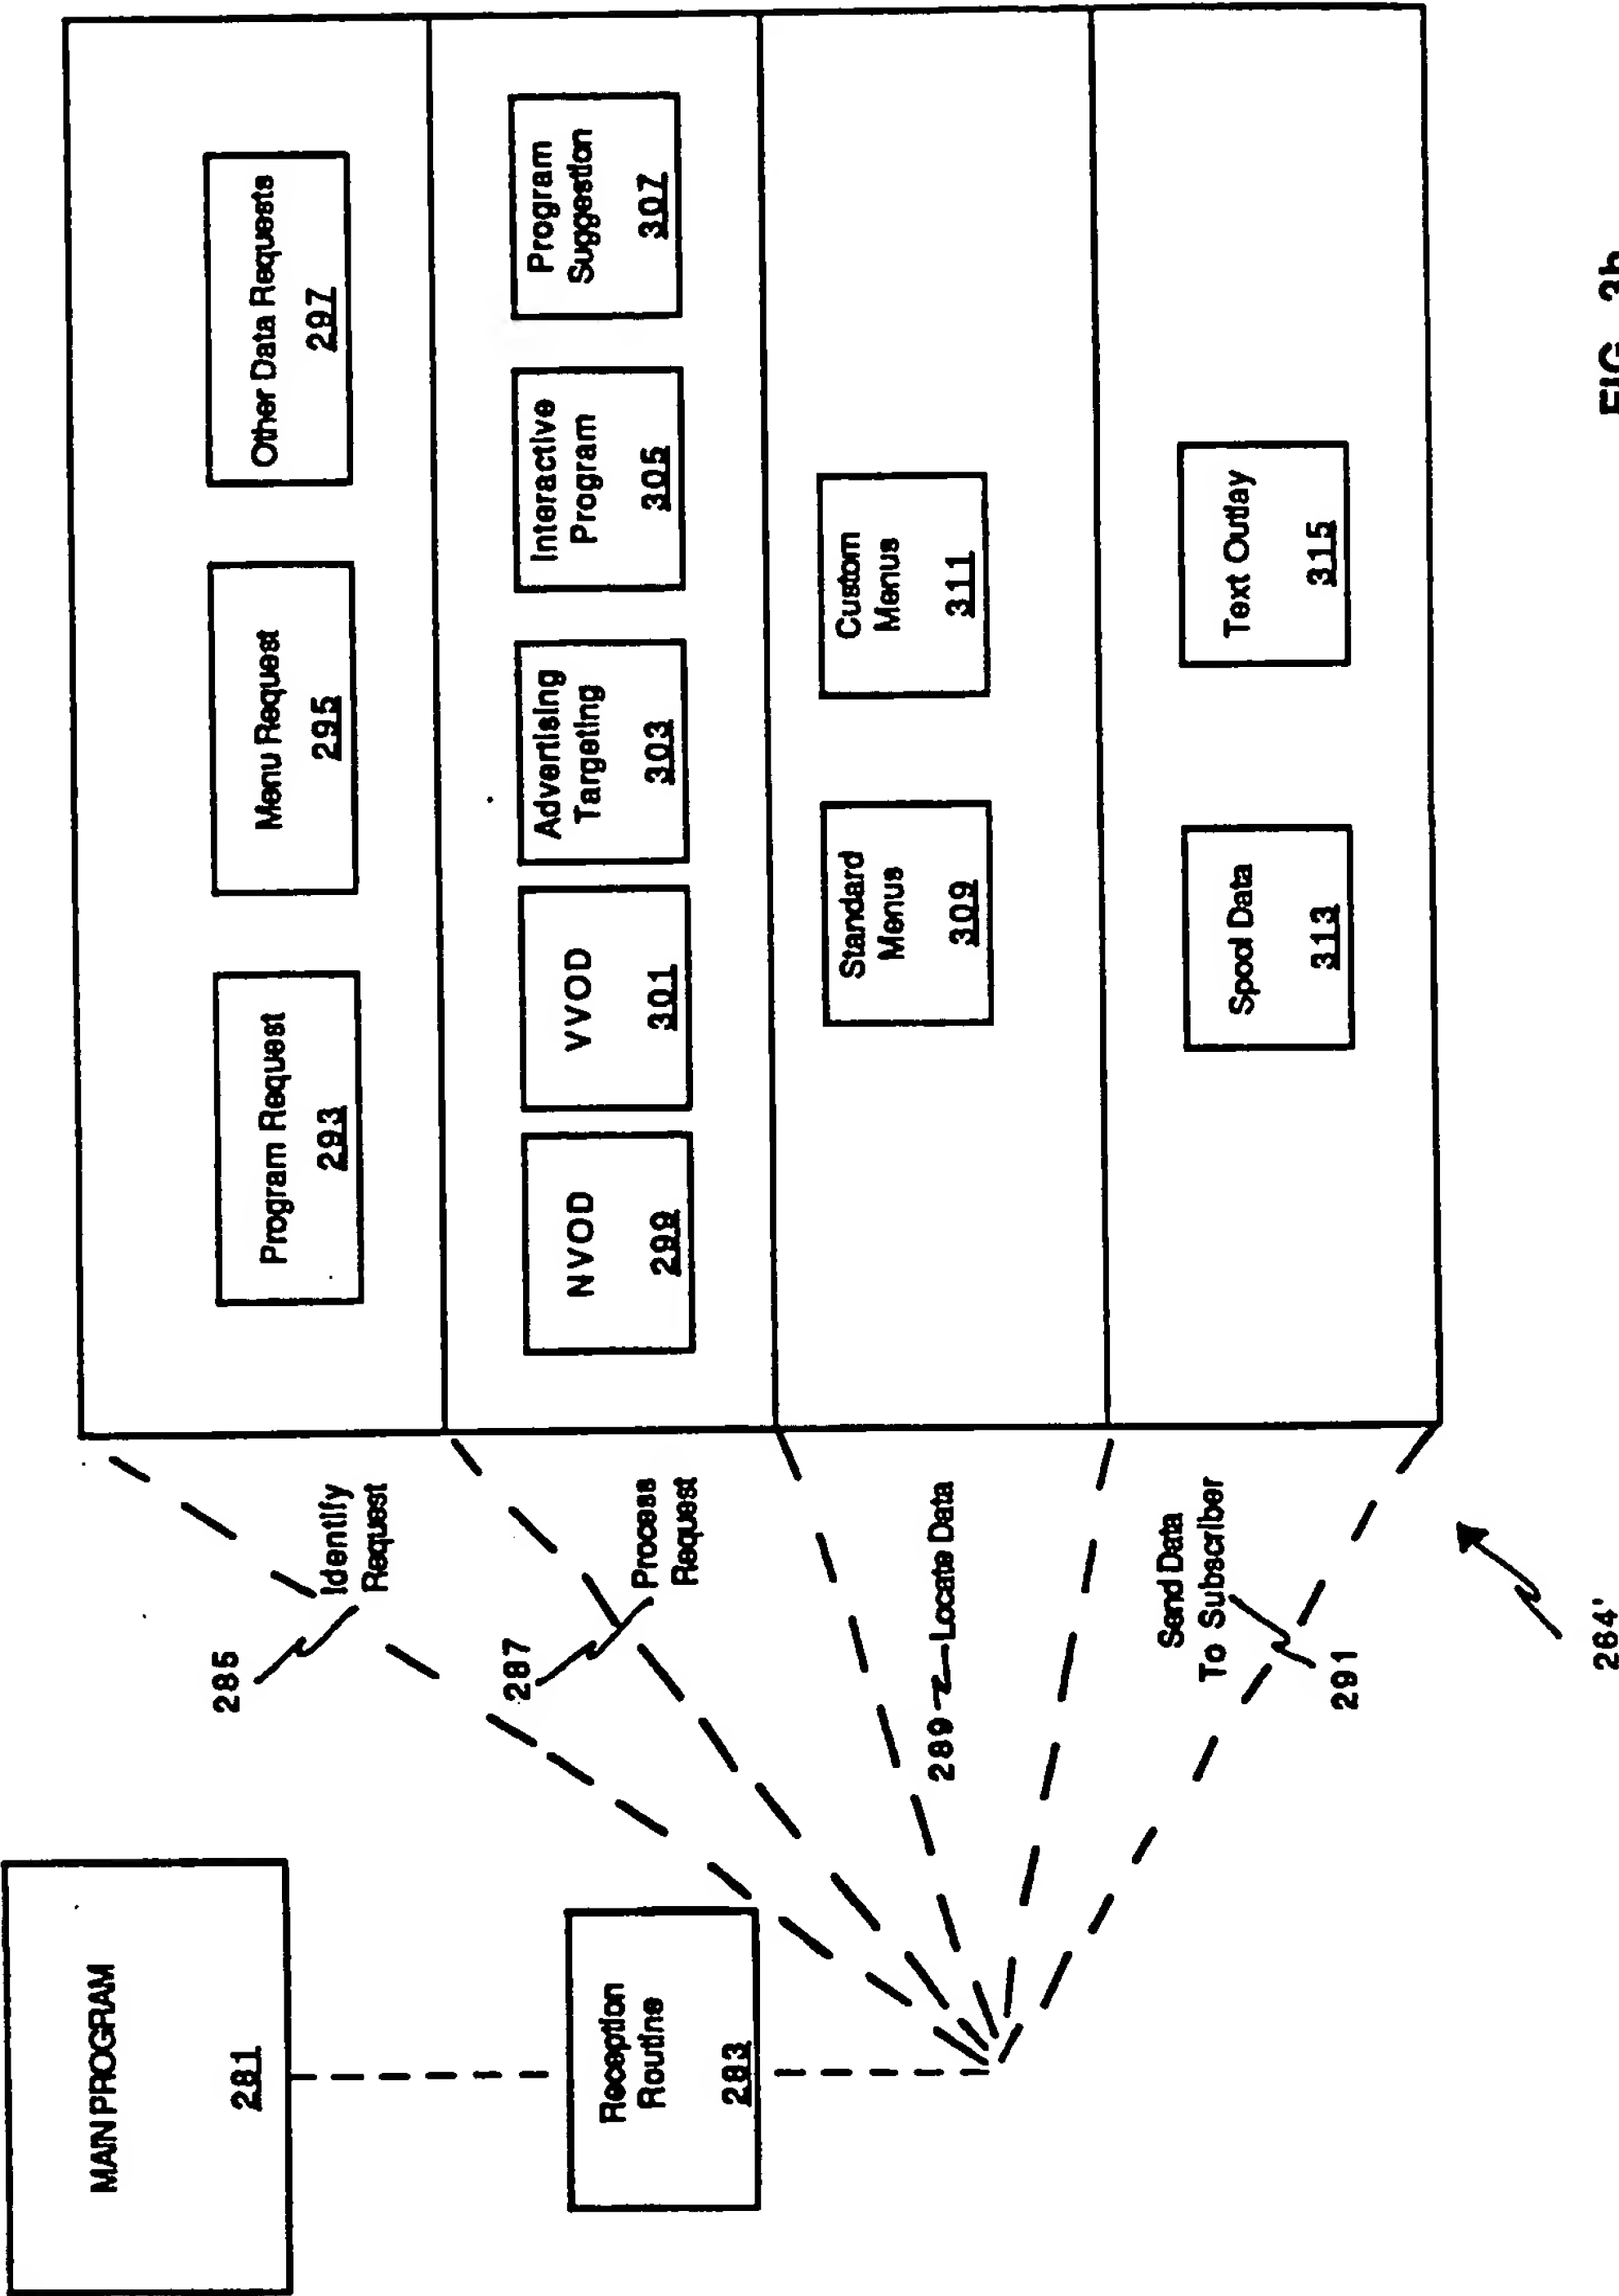 MAIN PROGRAM
281
Reception
Routine
283
285
Identify
Request
287
Process
Request
289
Locate Data
Send Data
To Subscriber
291
284'
Program Request
293
Menu Request
295
Other Data Requests
297
NVOD
299
VVOD
301
Advertising
Targeting
303
Interactive
Program
305
Program
Suggestion
307
Standard
Menus
309
Custom
Menus
311
Spool Data
313
Text Outlay
315
FIG. 3b